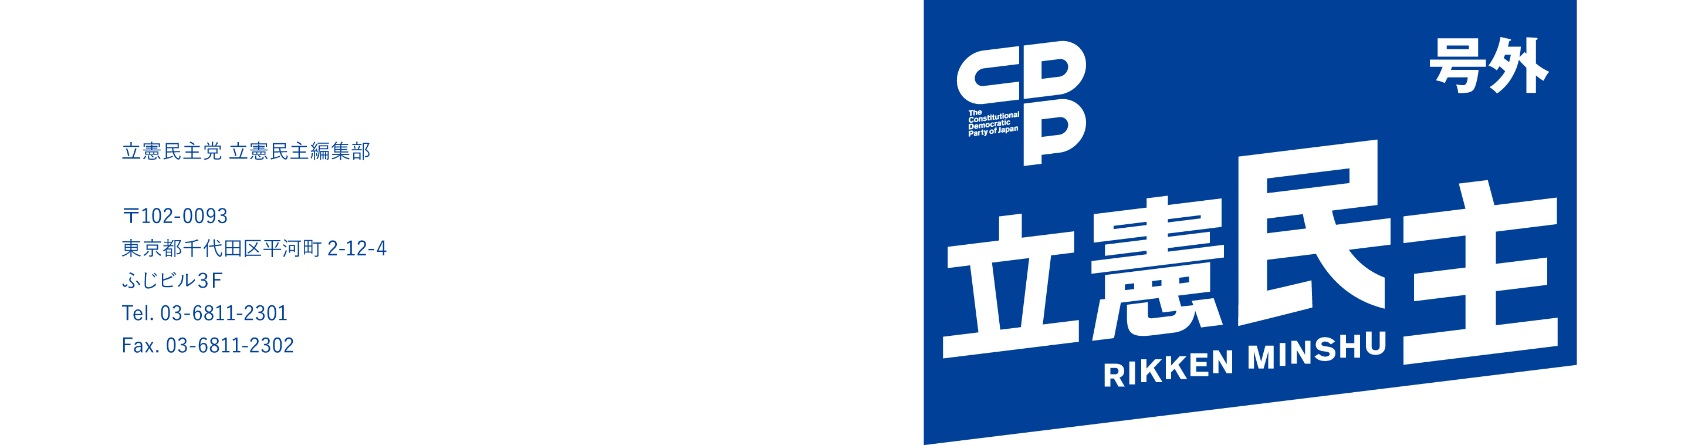 立憲民主党 立憲民主編集部
〒102-0093
東京都千代田区平河町 2-12-4
ふじビル3F
Tel. 03-6811-2301
Fax. 03-6811-2302
号外
CDP
The
Constitutional
Democratic
Party of Japan
立憲民主
RIKKEN MINSHU